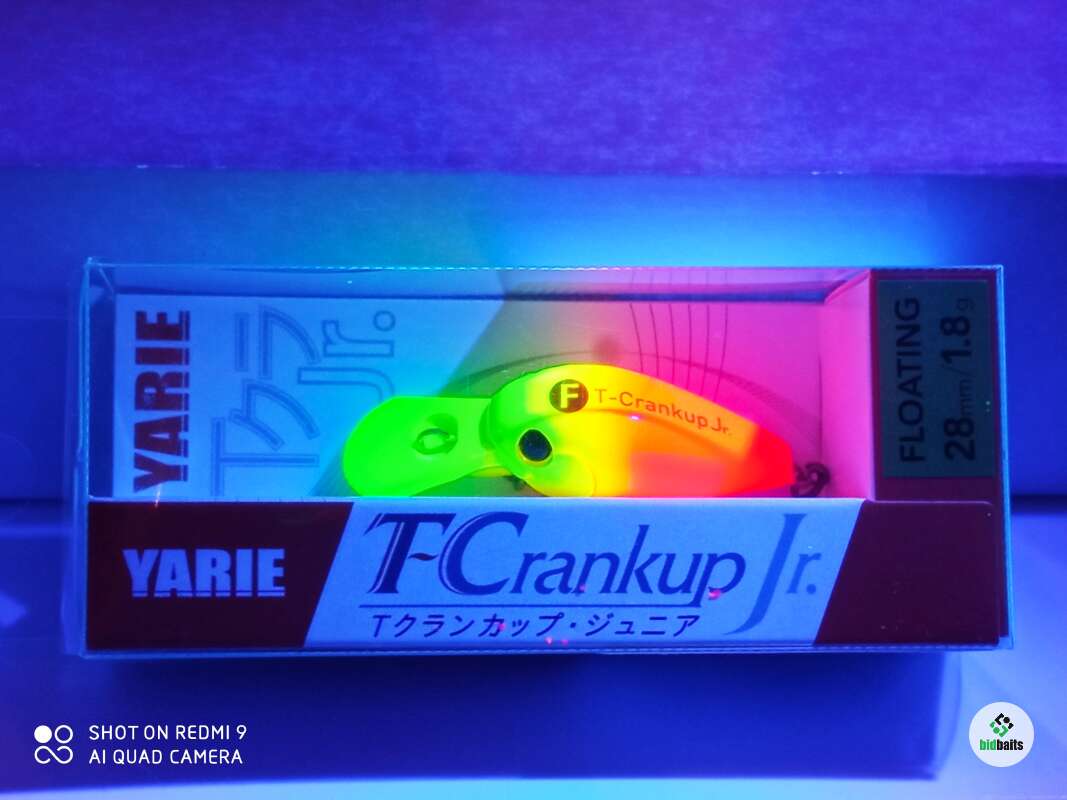 YARIE
Tクラ
Jr.
F T-Crankup Jr.
FLOATING
28mm/1.8g
YARIE
T-Crankup Jr.
Tクランカップ・ジュニア
SHOT ON REDMI 9
AI QUAD CAMERA
bidbaits